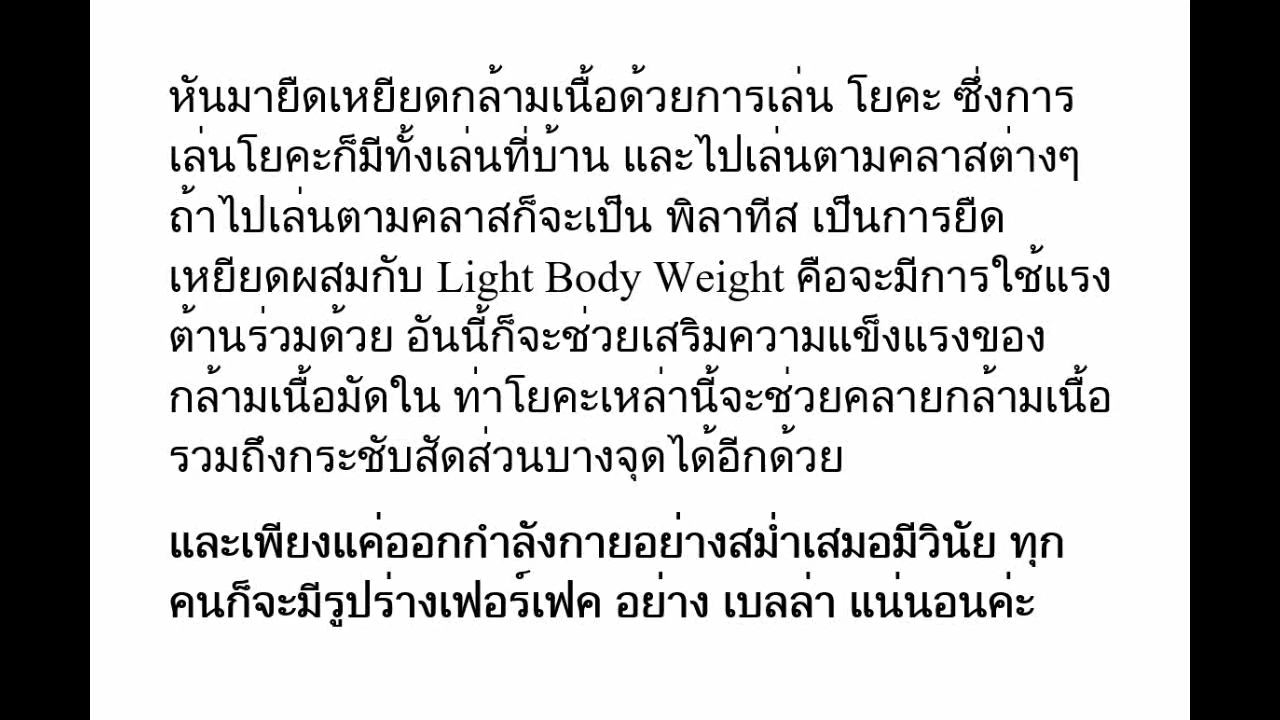 หันมายืดเหยียดกล้ามเนื้อด้วยการเล่น โยคะ ซึ่งการ
เล่นโยคะก็มีทั้งเล่นที่บ้าน และไปเล่นตามคลาสต่างๆ
ถ้าไปเล่นตามคลาสก็จะเป็น พิลาทีส เป็นการยืด
เหยียดผสมกับ Light Body Weight คือจะมีการใช้แรง
ต้านร่วมด้วย อันนี้ก็จะช่วยเสริมความแข็งแรงของ
กล้ามเนื้อมัดใน ท่าโยคะเหล่านี้จะช่วยคลายกล้ามเนื้อ
รวมถึงกระชับสัดส่วนบางจุดได้อีกด้วย
และเพียงแค่ออกกำลังกายอย่างสม่ำเสมอมีวินัย ทุก
คนก็จะมีรูปร่างเฟอร์เฟค อย่าง เบลล่า แน่นอนค่ะ